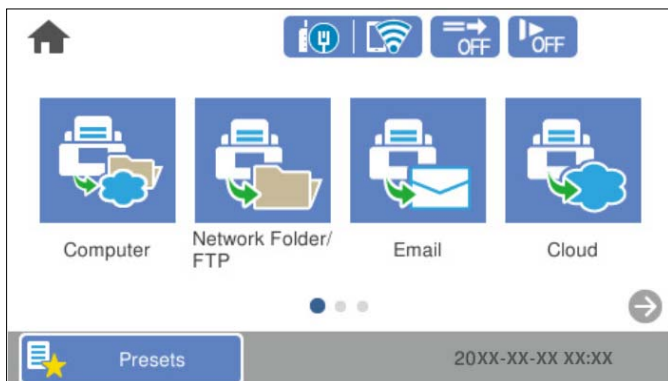 OFF
OFF
Computer
Network Folder/
FTP
Email
Cloud
Presets
20XX-XX-XX XX:XX